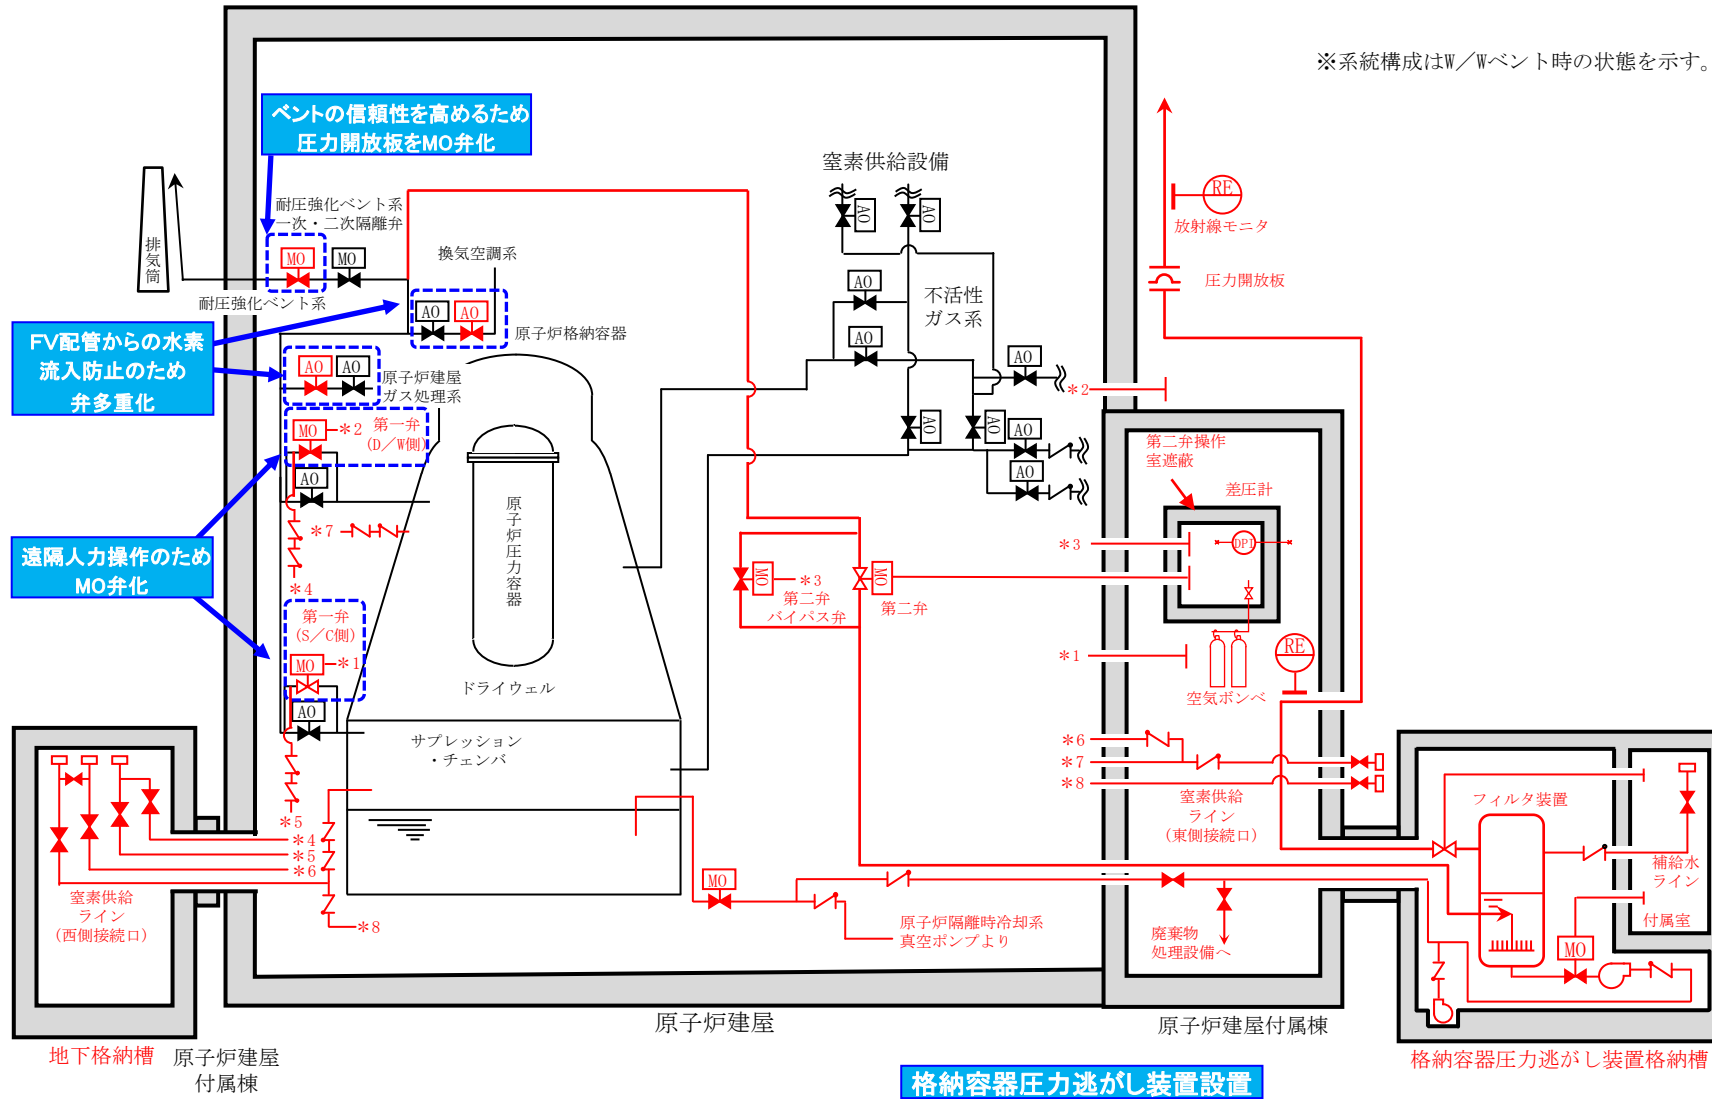 ※系統構成はW／Wベント時の状態を示す。
ベントの信頼性を高めるため
圧力開放板をMO弁化
窒素供給設備
AO
AO
RE
放射線モニタ
耐圧強化ベント系
一次・二次隔離弁
排気筒
MO
MO
換気空調系
耐圧強化ベント系
圧力開放板
AO
不活性
ガス系
AO
AO
原子炉格納容器
FV配管からの水素
流入防止のため
弁多重化
AO
AO
AO
原子炉建屋
ガス処理系
AO
＊2
MO
＊2
第一弁
(D／W側)
AO
AO
AO
AO
AO
第二弁操作
室遮蔽
差圧計
原子炉圧力容器
＊7
＊3
DPI
遠隔人力操作のため
MO弁化
＊4
MO
＊3
第二弁
バイパス弁
MO
第二弁
第一弁
(S／C側)
MO
＊1
＊1
RE
ドライウェル
空気ボンベ
AO
サプレッション
・チェンバ
＊6
＊7
＊8
窒素供給
ライン
(東側接続口)
フィルタ装置
＊5
＊4
＊5
＊6
補給水
ライン
MO
窒素供給
ライン
(西側接続口)
＊8
原子炉隔離時冷却系
真空ポンプより
廃棄物
処理設備へ
付属室
MO
原子炉建屋
原子炉建屋付属棟
地下格納槽
原子炉建屋
付属棟
格納容器圧力逃がし装置格納槽
格納容器圧力逃がし装置設置